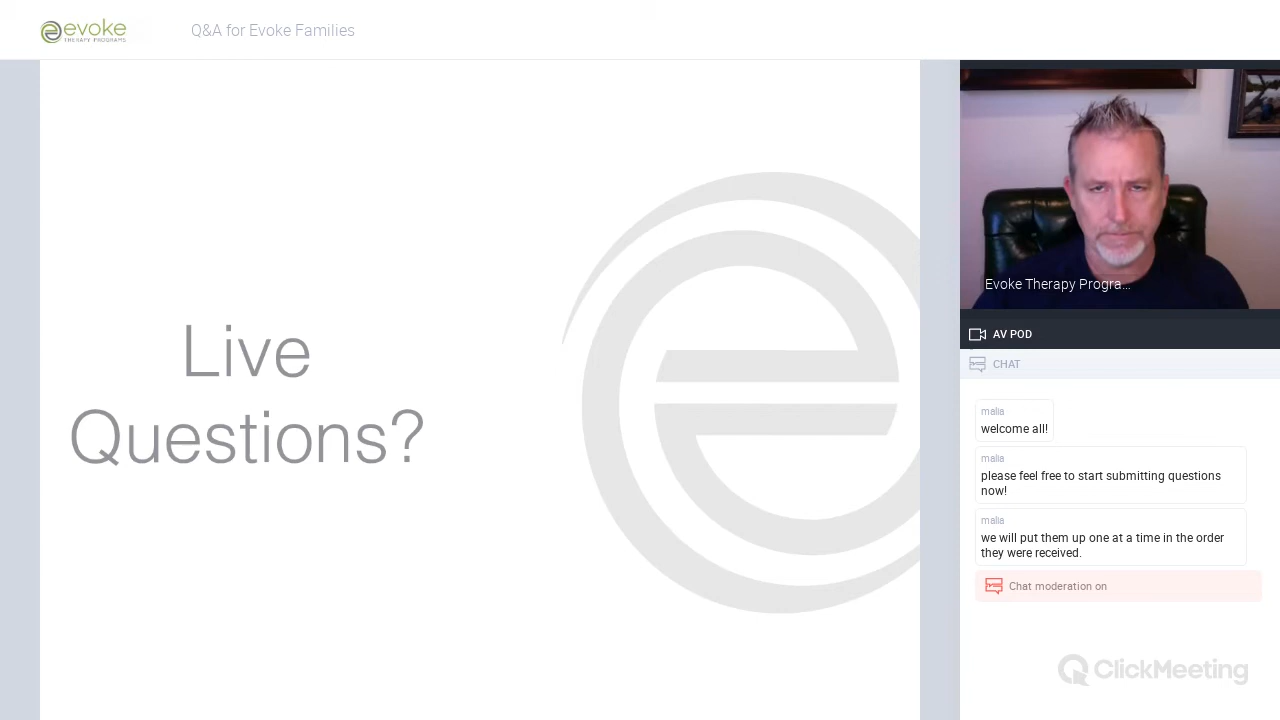 evoke
THERAPY PROGRAMS
Q&A for Evoke Families
Live
Questions?
Evoke Therapy Progra...
AV POD
CHAT
malia
welcome all!
malia
please feel free to start submitting questions
now!
malia
we will put them up one at a time in the order
they were received.
Chat moderation on
ClickMeeting